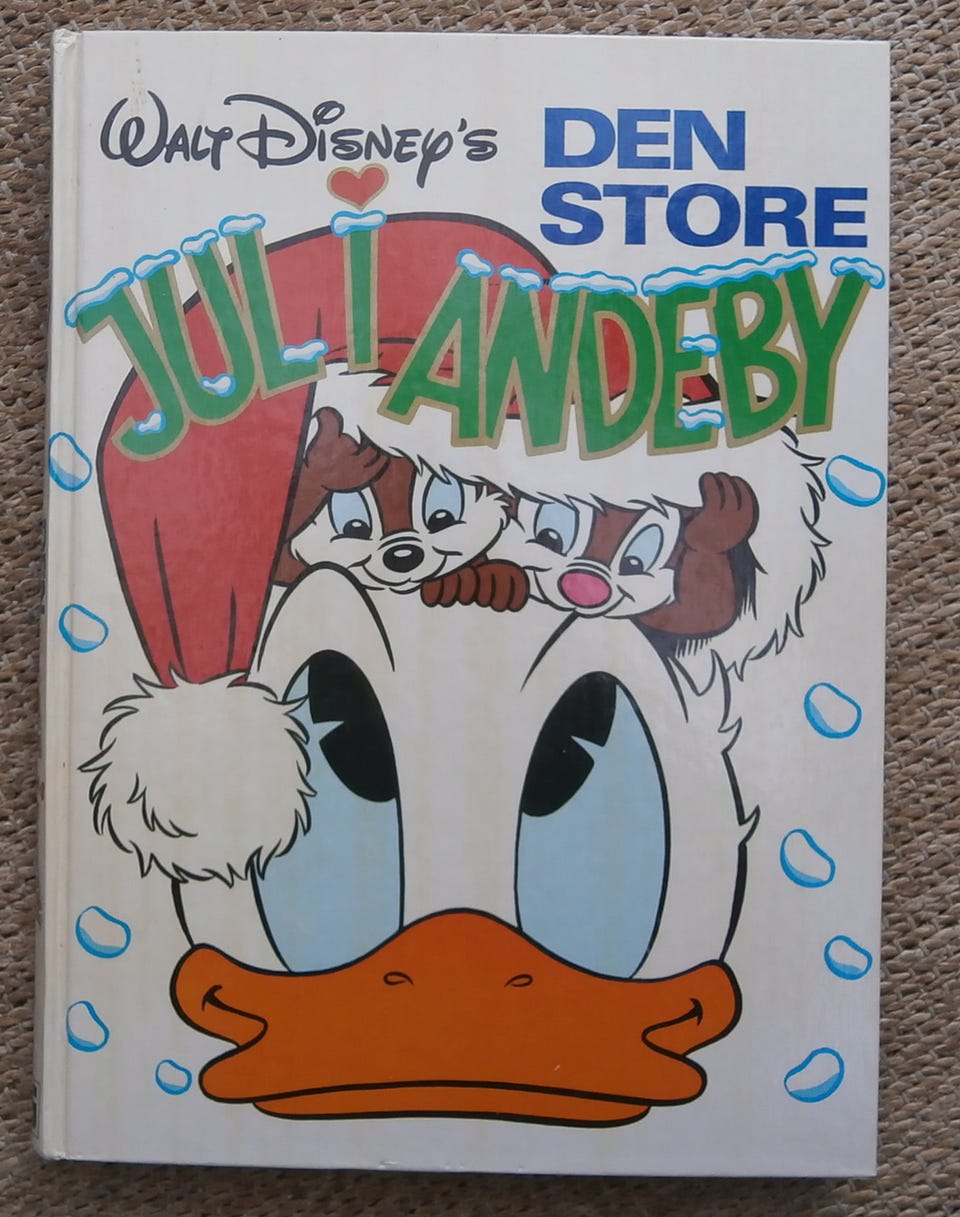 WALT DISNEY'S
DEN
STORE
JUL I ANDEBY